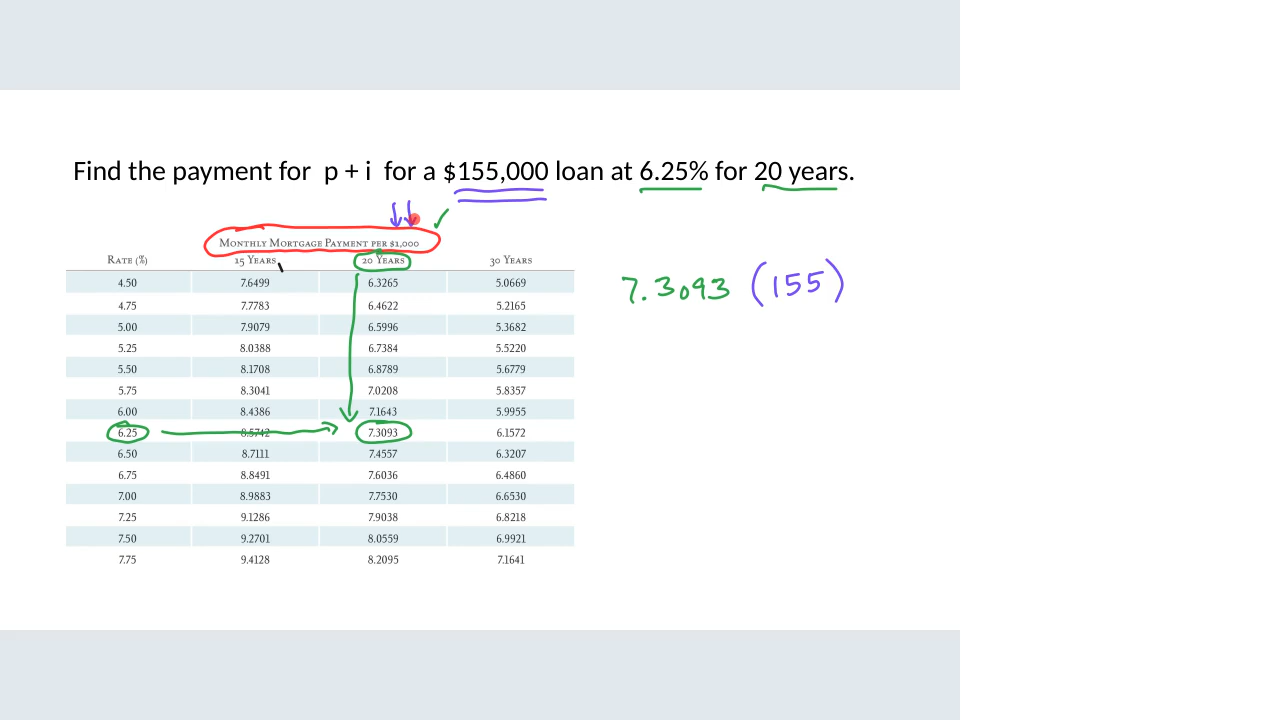 Find the payment for p + i for a $155,000 loan at 6.25% for 20 years.
Monthly Mortgage Payment per $1,000
Rate (%) 15 Years 20 Years 30 Years
4.50 7.6499 6.3265 5.0669
4.75 7.7783 6.4622 5.2165
5.00 7.9079 6.5996 5.3682
5.25 8.0388 6.7384 5.5220
5.50 8.1708 6.8789 5.6779
5.75 8.3041 7.0208 5.8357
6.00 8.4386 7.1643 5.9955
6.25 8.5742 7.3093 6.1572
6.50 8.7111 7.4557 6.3207
6.75 8.8491 7.6036 6.4860
7.00 8.9883 7.7530 6.6530
7.25 9.1286 7.9038 6.8218
7.50 9.2701 8.0559 6.9921
7.75 9.4128 8.2095 7.1641
7.3093 (155)